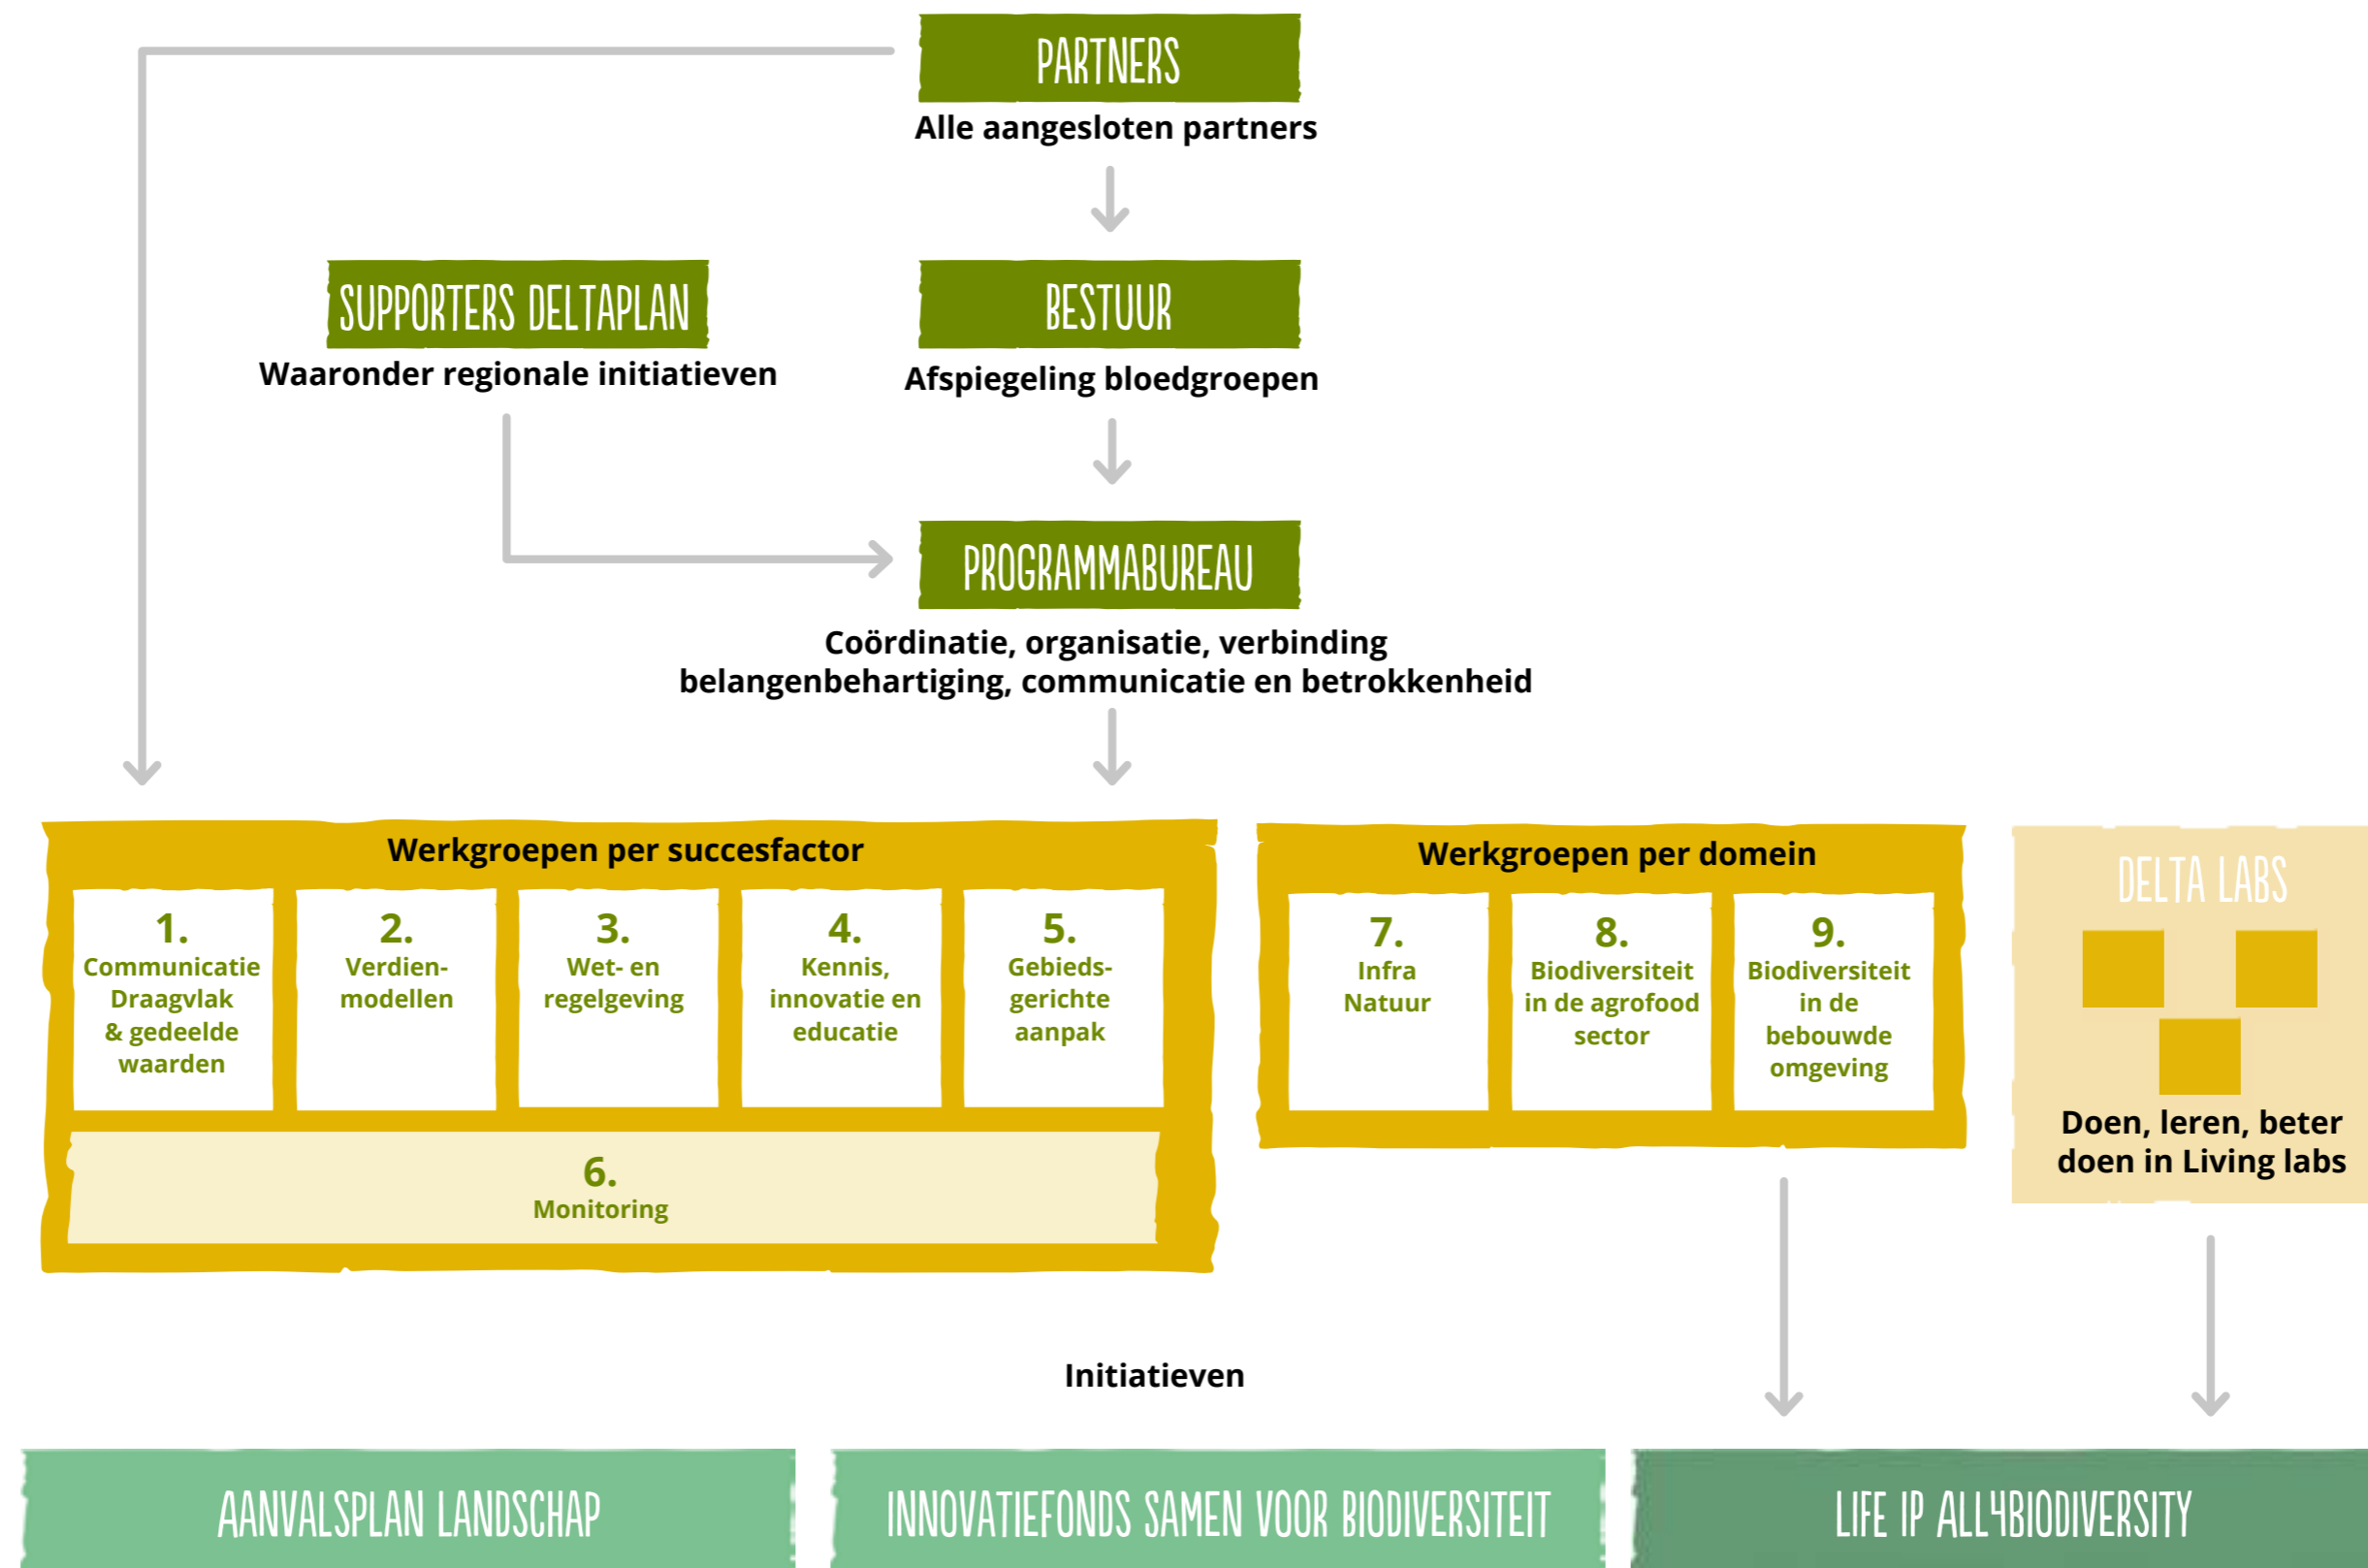 PARTNERS
Alle aangesloten partners
SUPPORTERS DELTAPLAN
Waaronder regionale initiatieven
BESTUUR
Afspiegeling bloedgroepen
PROGRAMMABUREAU
Coördinatie, organisatie, verbinding
belangenbehartiging, communicatie en betrokkenheid
Werkgroepen per succesfactor
1.
Communicatie
Draagvlak
& gedeelde
waarden
2.
Verdien-
modellen
3.
Wet- en
regelgeving
4.
Kennis,
innovatie en
educatie
5.
Gebieds-
gerichte
aanpak
6.
Monitoring
Werkgroepen per domein
7.
Infra
Natuur
8.
Biodiversiteit
in de agrofood
sector
9.
Biodiversiteit
in de
bebouwde
omgeving
DELTA LABS
Doen, leren, beter
doen in Living labs
Initiatieven
AANVALSPLAN LANDSCHAP
INNOVATIEFONDS SAMEN VOOR BIODIVERSITEIT
LIFE IP ALL4BIODIVERSITY